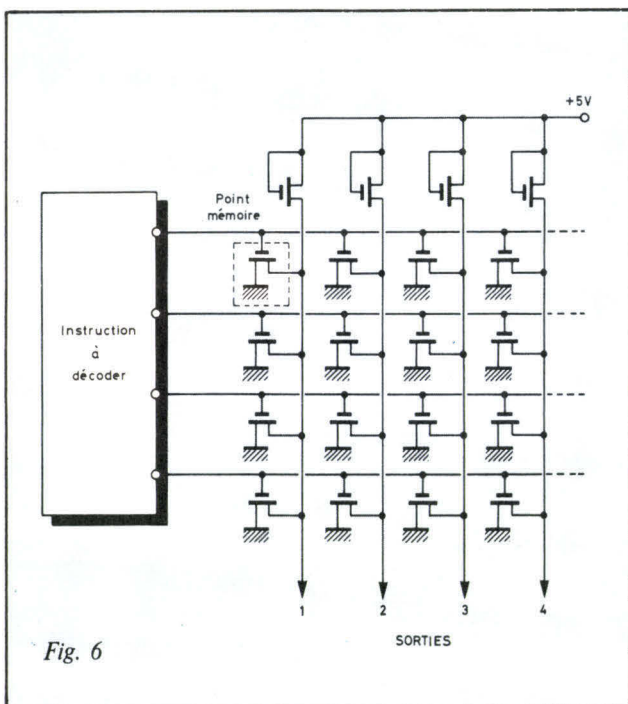 +5V
Point
mémoire
Instruction
à
décoder
1 2 3 4
SORTIES
Fig. 6